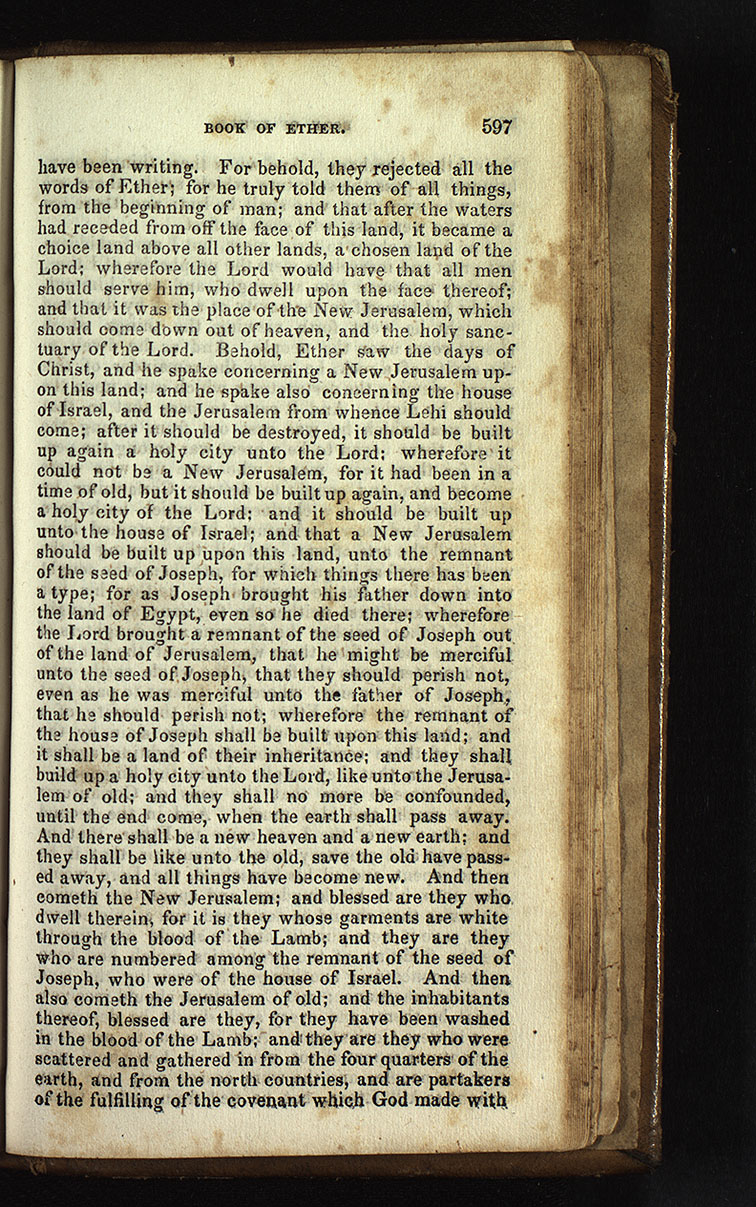 BOOK OF ETHER. 597
have been writing. For behold, they rejected all the
words of Ether; for he truly told them of all things,
from the beginning of man; and that after the waters
had receded from off the face of this land, it became a
choice land above all other lands, a chosen land of the
Lord; wherefore the Lord would have that all men
should serve him, who dwell upon the face thereof;
and that it was the place of the New Jerusalem, which
should come down out of heaven, and the holy sanc-
tuary of the Lord. Behold, Ether saw the days of
Christ, and he spake concerning a New Jerusalem up-
on this land; and he spake also concerning the house
of Israel, and the Jerusalem from whence Lehi should
come; after it should be destroyed, it should be built
up again a holy city unto the Lord; wherefore it
could not be a New Jerusalem, for it had been in a
time of old, but it should be built up again, and become
a holy city of the Lord; and it should be built up
unto the house of Israel; and that a New Jerusalem
should be built up upon this land, unto the remnant
of the seed of Joseph, for which things there has been
a type; for as Joseph brought his father down into
the land of Egypt, even so he died there; wherefore
the Lord brought a remnant of the seed of Joseph out
of the land of Jerusalem, that he might be merciful
unto the seed of Joseph, that they should perish not,
even as he was merciful unto the father of Joseph,
that he should perish not; wherefore the remnant of
the house of Joseph shall be built upon this land; and
it shall be a land of their inheritance; and they shall
build up a holy city unto the Lord, like unto the Jerusa-
lem of old; and they shall no more be confounded,
until the end come, when the earth shall pass away.
And there shall be a new heaven and a new earth; and
they shall be like unto the old, save the old have pass-
ed away, and all things have become new. And then
cometh the New Jerusalem; and blessed are they who
dwell therein, for it is they whose garments are white
through the blood of the Lamb; and they are they
who are numbered among the remnant of the seed of
Joseph, who were of the house of Israel. And then
also cometh the Jerusalem of old; and the inhabitants
thereof, blessed are they, for they have been washed
in the blood of the Lamb; and they are they who were
scattered and gathered in from the four quarters of the
earth, and from the north countries, and are partakers
of the fulfilling of the covenant which God made with